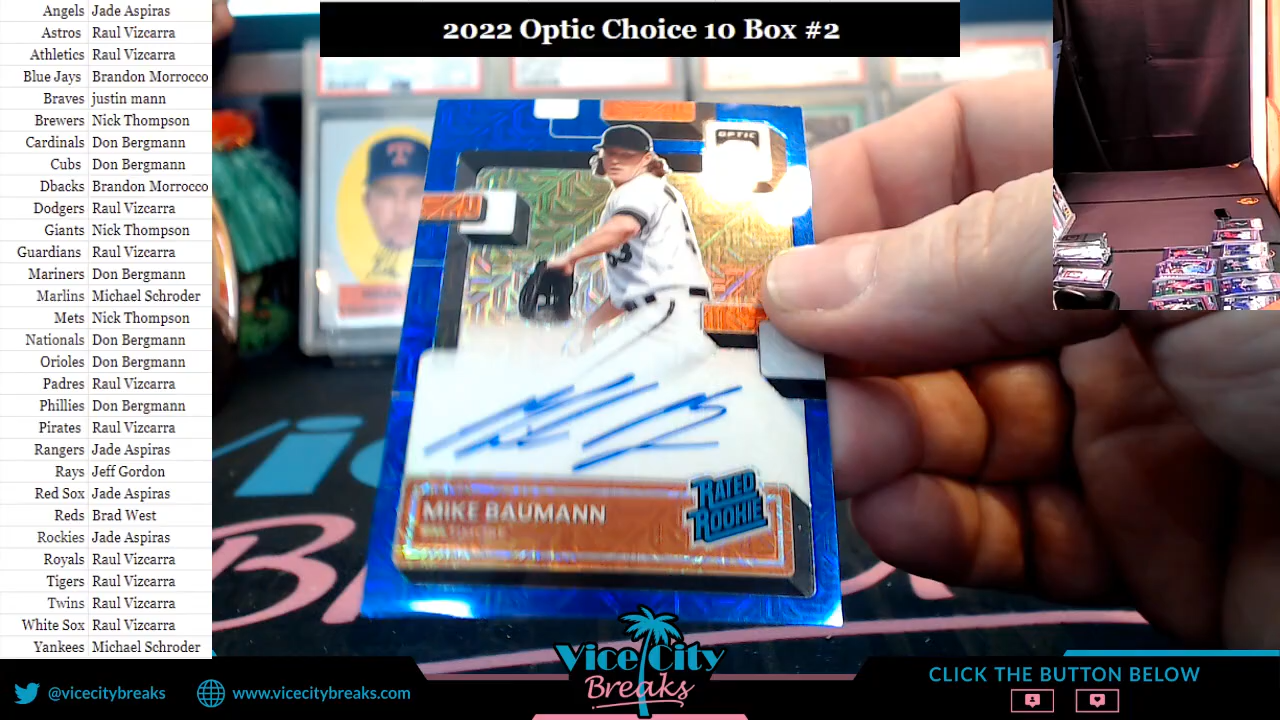 2022 Optic Choice 10 Box #2
Angels Jade Aspiras
Astros Raul Vizcarra
Athletics Raul Vizcarra
Blue Jays Brandon Morrocco
Braves justin mann
Brewers Nick Thompson
Cardinals Don Bergmann
Cubs Don Bergmann
Dbacks Brandon Morrocco
Dodgers Raul Vizcarra
Giants Nick Thompson
Guardians Raul Vizcarra
Mariners Don Bergmann
Marlins Michael Schroder
Mets Nick Thompson
Nationals Don Bergmann
Orioles Don Bergmann
Padres Raul Vizcarra
Phillies Don Bergmann
Pirates Raul Vizcarra
Rangers Jade Aspiras
Rays Jeff Gordon
Red Sox Jade Aspiras
Reds Brad West
Rockies Jade Aspiras
Royals Raul Vizcarra
Tigers Raul Vizcarra
Twins Raul Vizcarra
White Sox Raul Vizcarra
Yankees Michael Schroder
OPTIC
T
RATED
ROOKIE
MIKE BAUMANN
BALTIMORE
Vice City
Breaks
@vicecitybreaks
www.vicecitybreaks.com
CLICK THE BUTTON BELOW